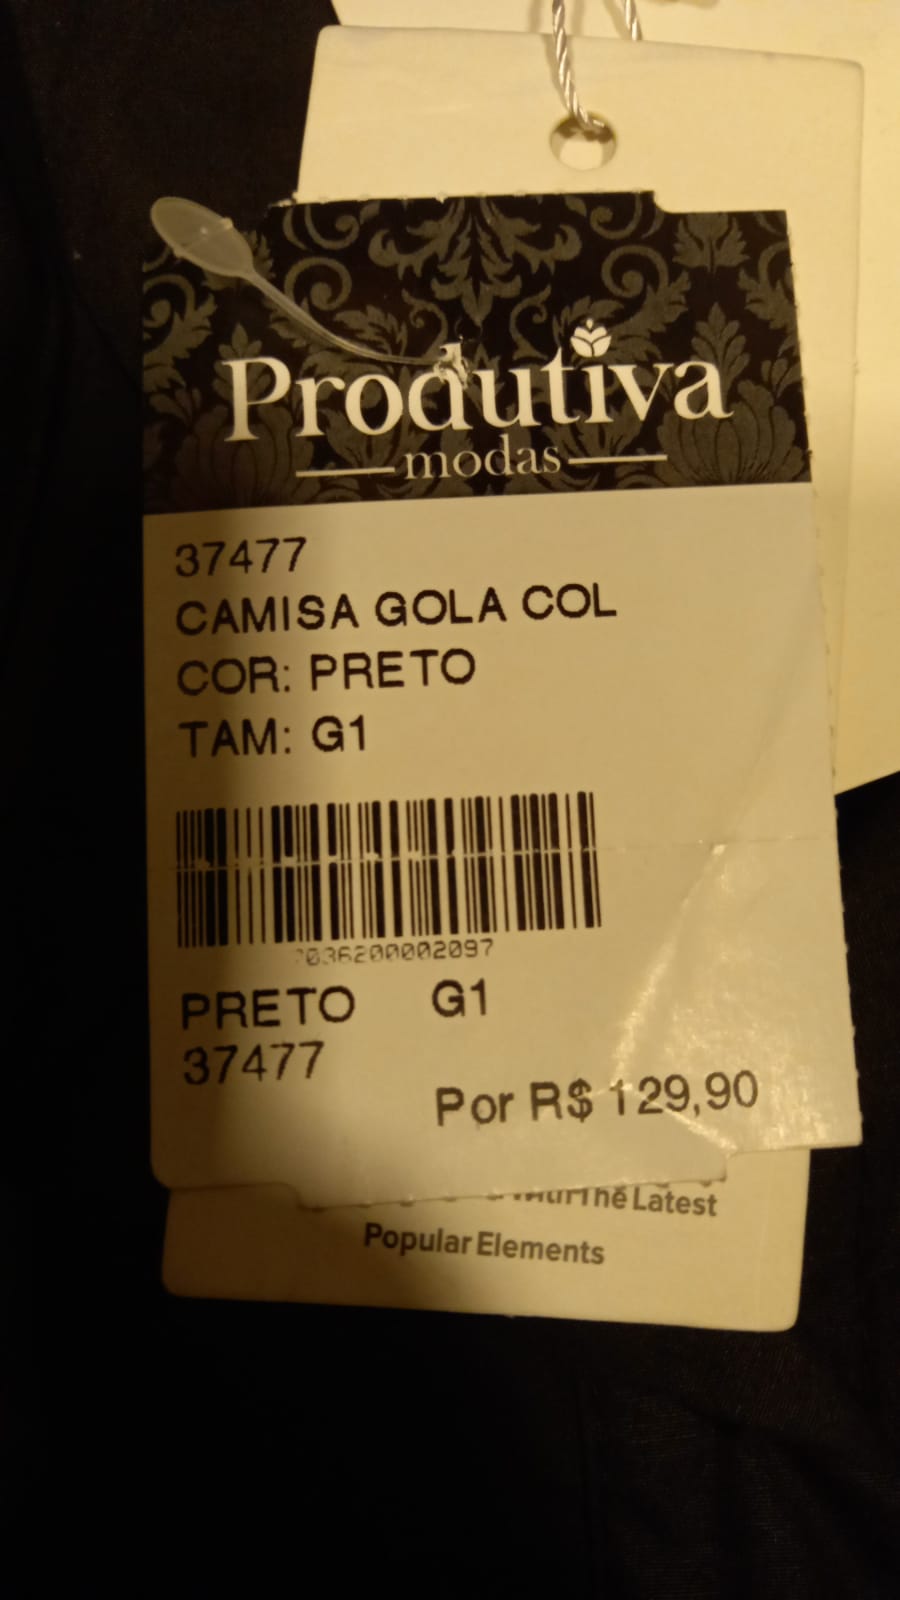 Produtiva
modas
37477
CAMISA GOLA COL
COR: PRETO
TAM: G1
036200002097
PRETO G1
37477
Por R$ 129,90
The Latest
Popular Elements